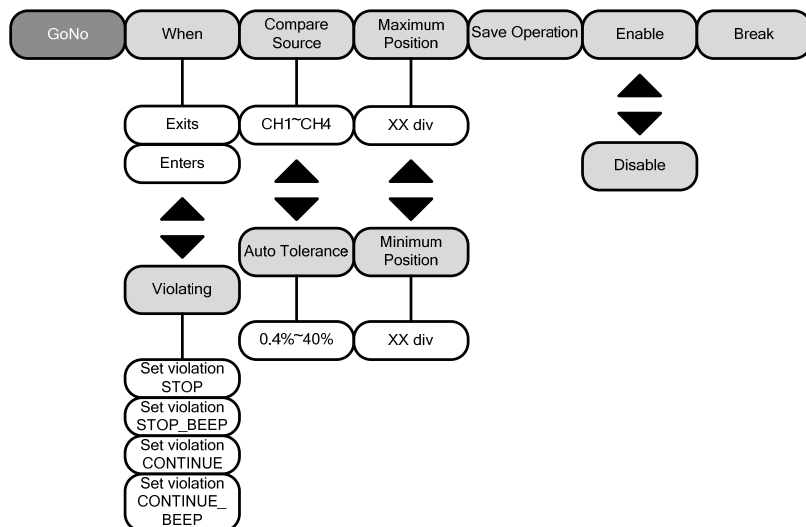 GoNo
When
Compare
Source
Maximum
Position
Save Operation
Enable
Break
Exits
Enters
CH1~CH4
XX div
Disable
Violating
Auto Tolerance
Minimum
Position
0.4%~40%
XX div
Set violation
STOP
Set violation
STOP_BEEP
Set violation
CONTINUE
Set violation
CONTINUE_
BEEP